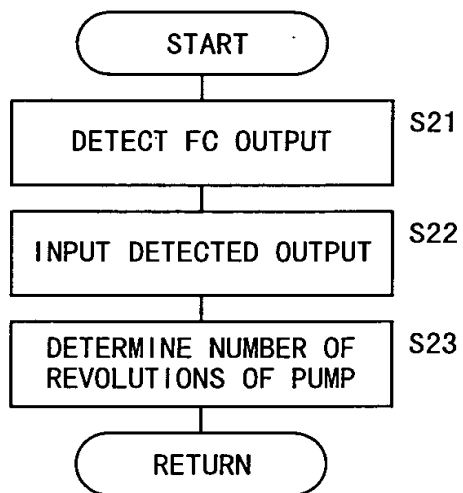 START
DETECT FC OUTPUT
S21
INPUT DETECTED OUTPUT
S22
DETERMINE NUMBER OF
REVOLUTIONS OF PUMP
S23
RETURN